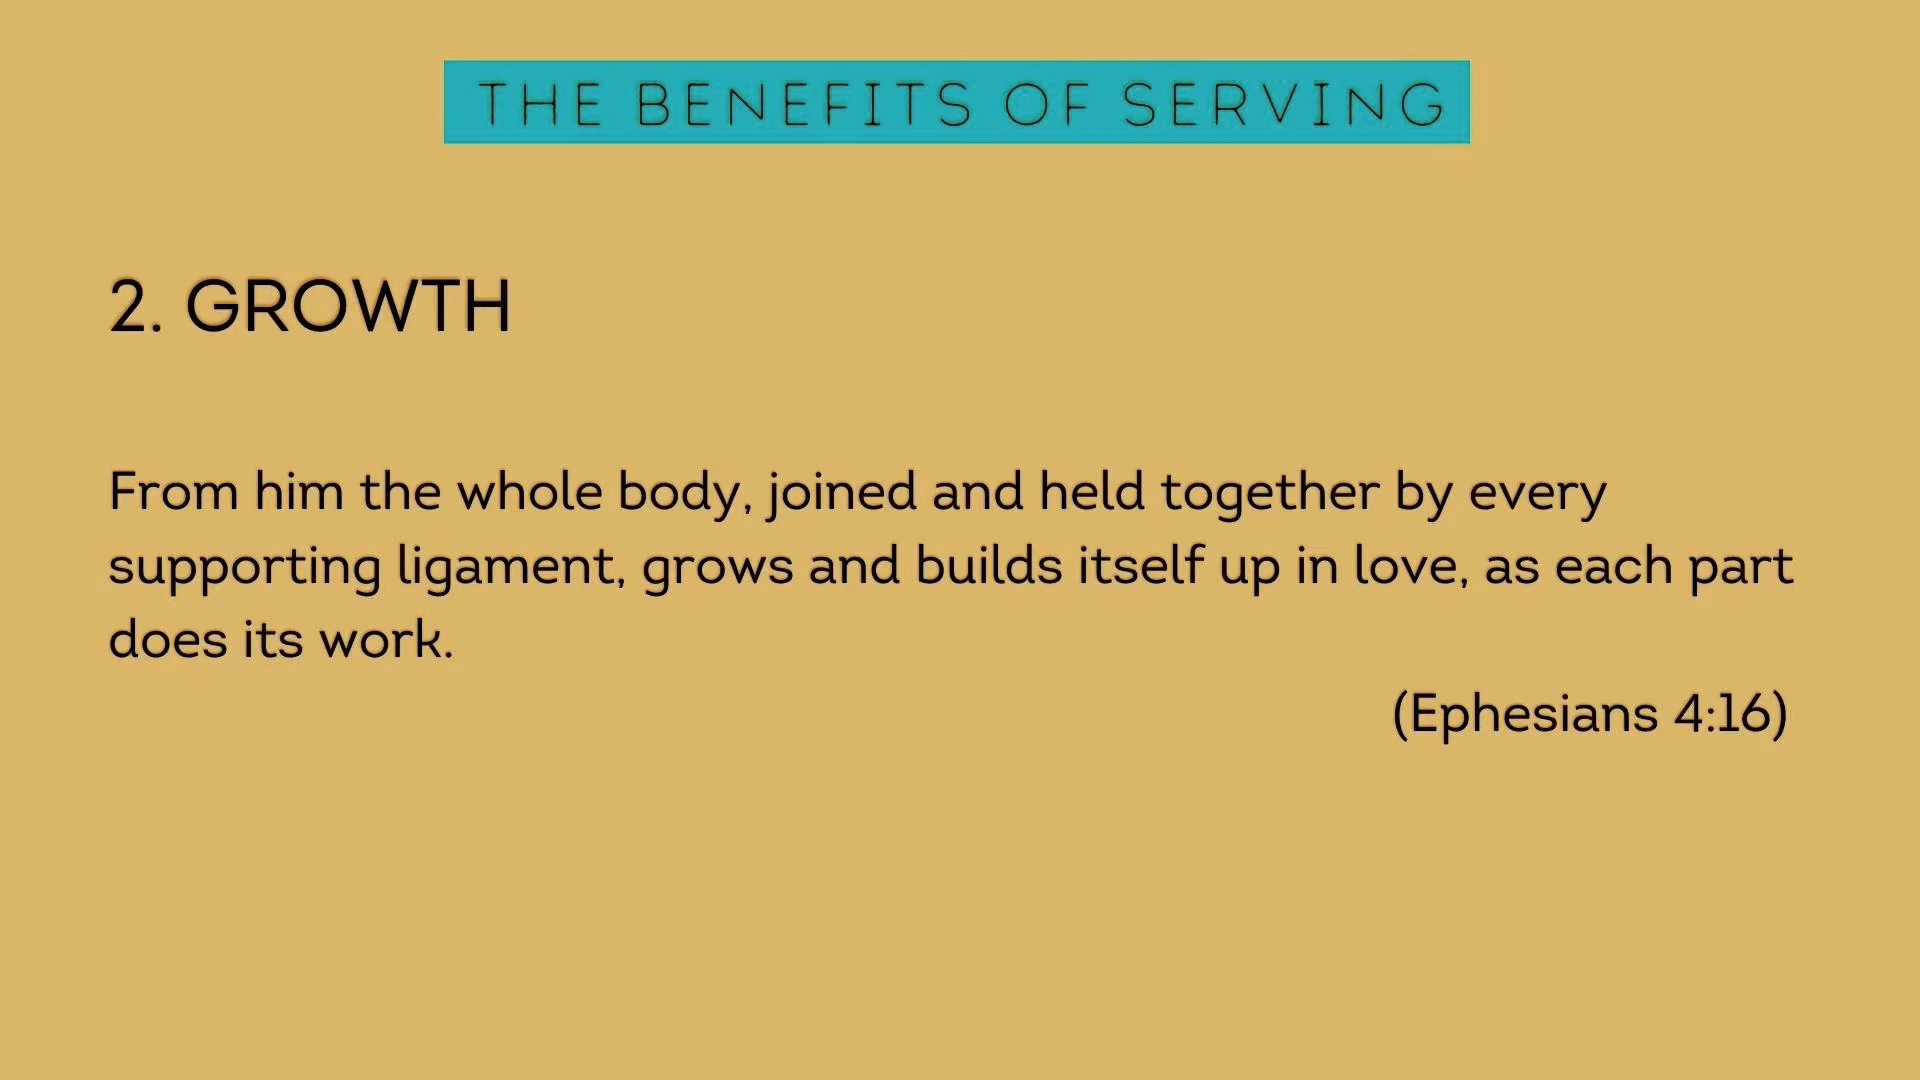 THE BENEFITS OF SERVING
2. GROWTH
From him the whole body, joined and held together by every
supporting ligament, grows and builds itself up in love, as each part
does its work.
(Ephesians 4:16)